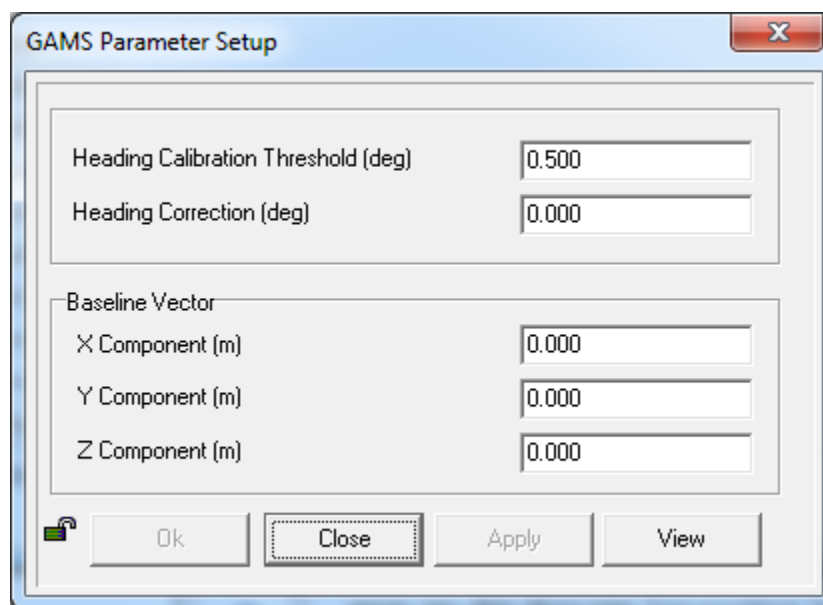 GAMS Parameter Setup
Heading Calibration Threshold (deg) 0.500
Heading Correction (deg) 0.000
Baseline Vector
X Component (m) 0.000
Y Component (m) 0.000
Z Component (m) 0.000
Ok Close Apply View